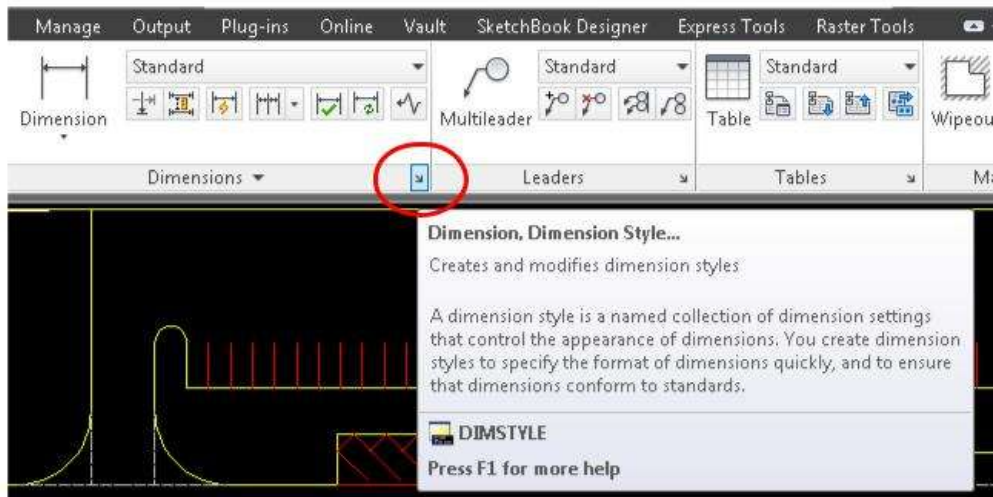 Manage Output Plug-ins Online Vault SketchBook Designer Express Tools Raster Tools
Standard Standard Standard
Dimension Multileader Table Wipeou
Dimensions Leaders Tables Ma
Dimension, Dimension Style...
Creates and modifies dimension styles
A dimension style is a named collection of dimension settings
that control the appearance of dimensions. You create dimension
styles to specify the format of dimensions quickly, and to ensure
that dimensions conform to standards.
DIMSTYLE
Press F1 for more help